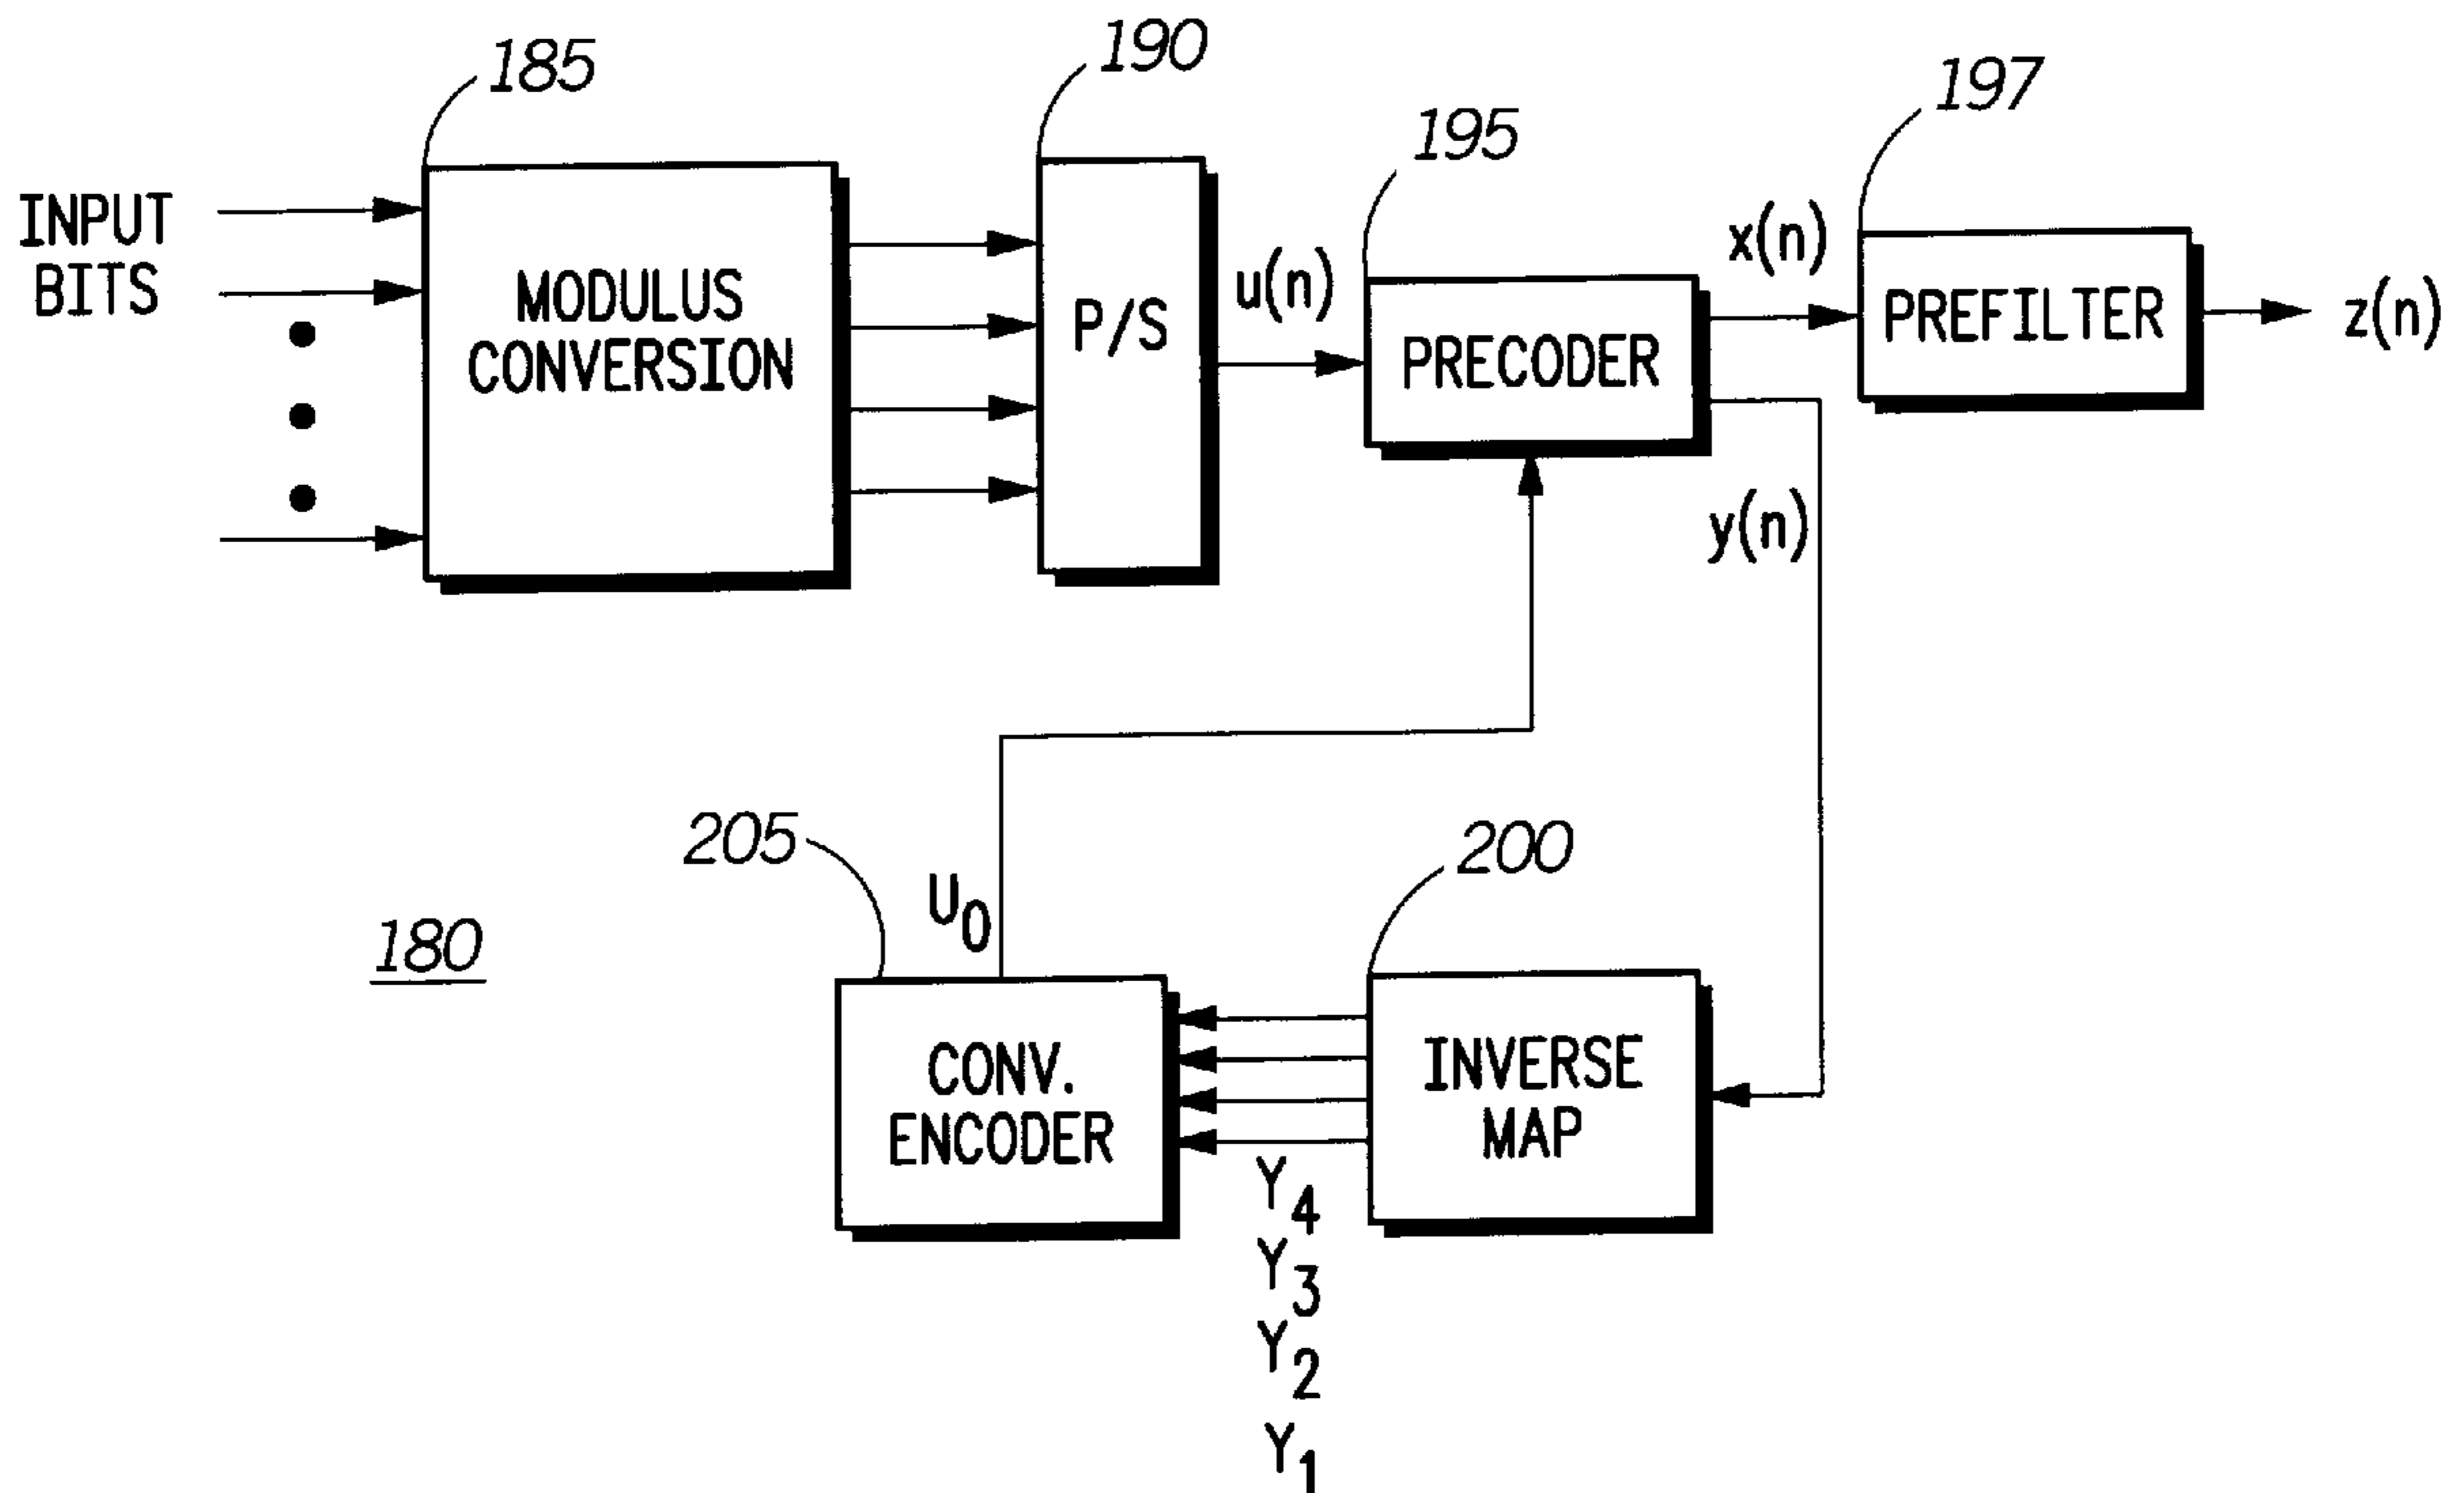 185
190
195
197
INPUT
BITS
MODULUS
CONVERSION
P/S
u(n)
PRECODER
x(n)
PREFILTER
z(n)
y(n)
205
200
180
U0
CONV.
ENCODER
INVERSE
MAP
Y4
Y3
Y2
Y1